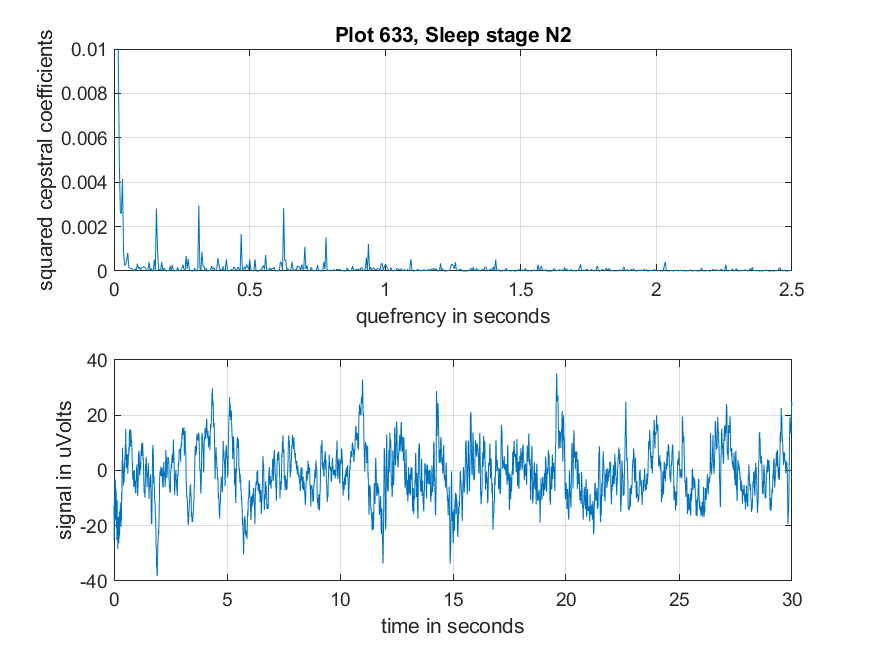 Plot 633, Sleep stage N2
squared cepstral coefficients
0.01
0.008
0.006
0.004
0.002
0
0 0.5 1 1.5 2 2.5
quefrency in seconds
signal in uVolts
40
20
0
-20
-40
0 5 10 15 20 25 30
time in seconds